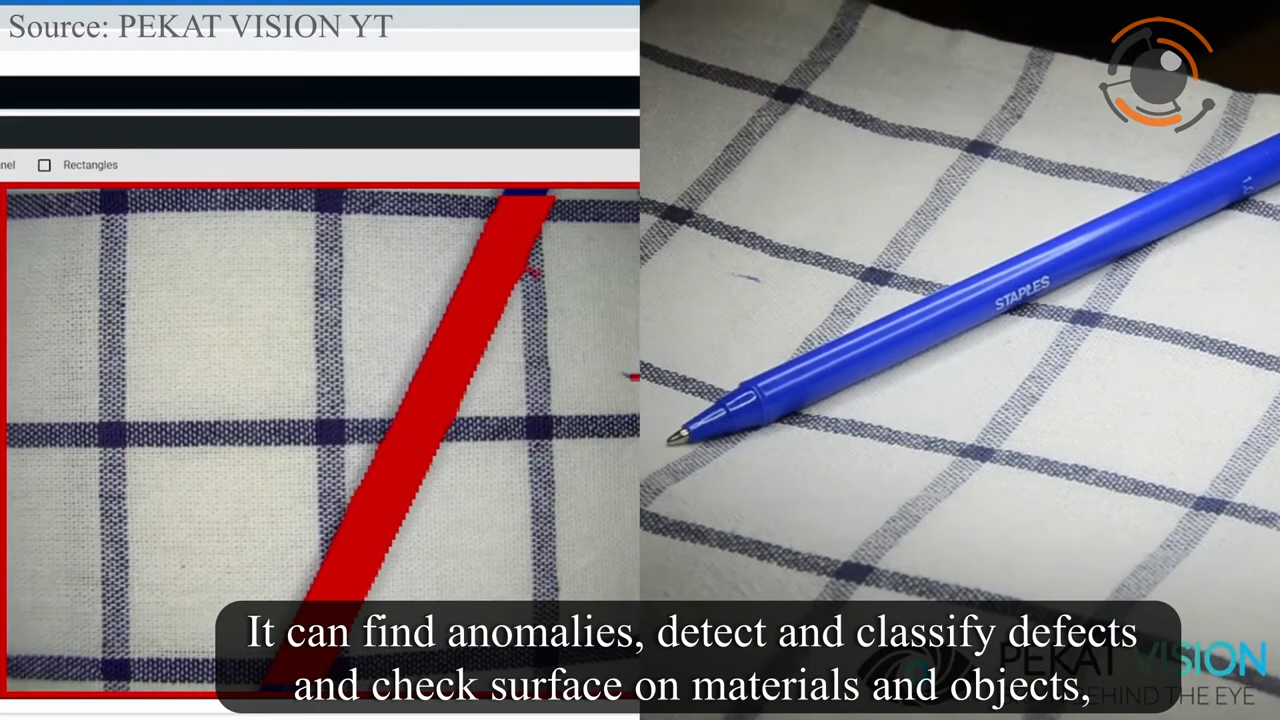 Source: PEKAT VISION YT
nel
Rectangles
STAPLES
It can find anomalies, detect and classify defects
and check surface on materials and objects,
PEKAT VISION
BEHIND THE EYE